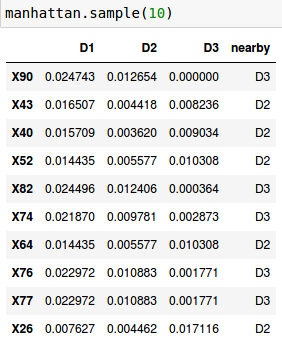 manhattan.sample(10)
D1 D2 D3 nearby
X90 0.024743 0.012654 0.000000 D3
X43 0.016507 0.004418 0.008236 D2
X40 0.015709 0.003620 0.009034 D2
X52 0.014435 0.005577 0.010308 D2
X82 0.024496 0.012406 0.000364 D3
X74 0.021870 0.009781 0.002873 D3
X64 0.014435 0.005577 0.010308 D2
X76 0.022972 0.010883 0.001771 D3
X77 0.022972 0.010883 0.001771 D3
X26 0.007627 0.004462 0.017116 D2